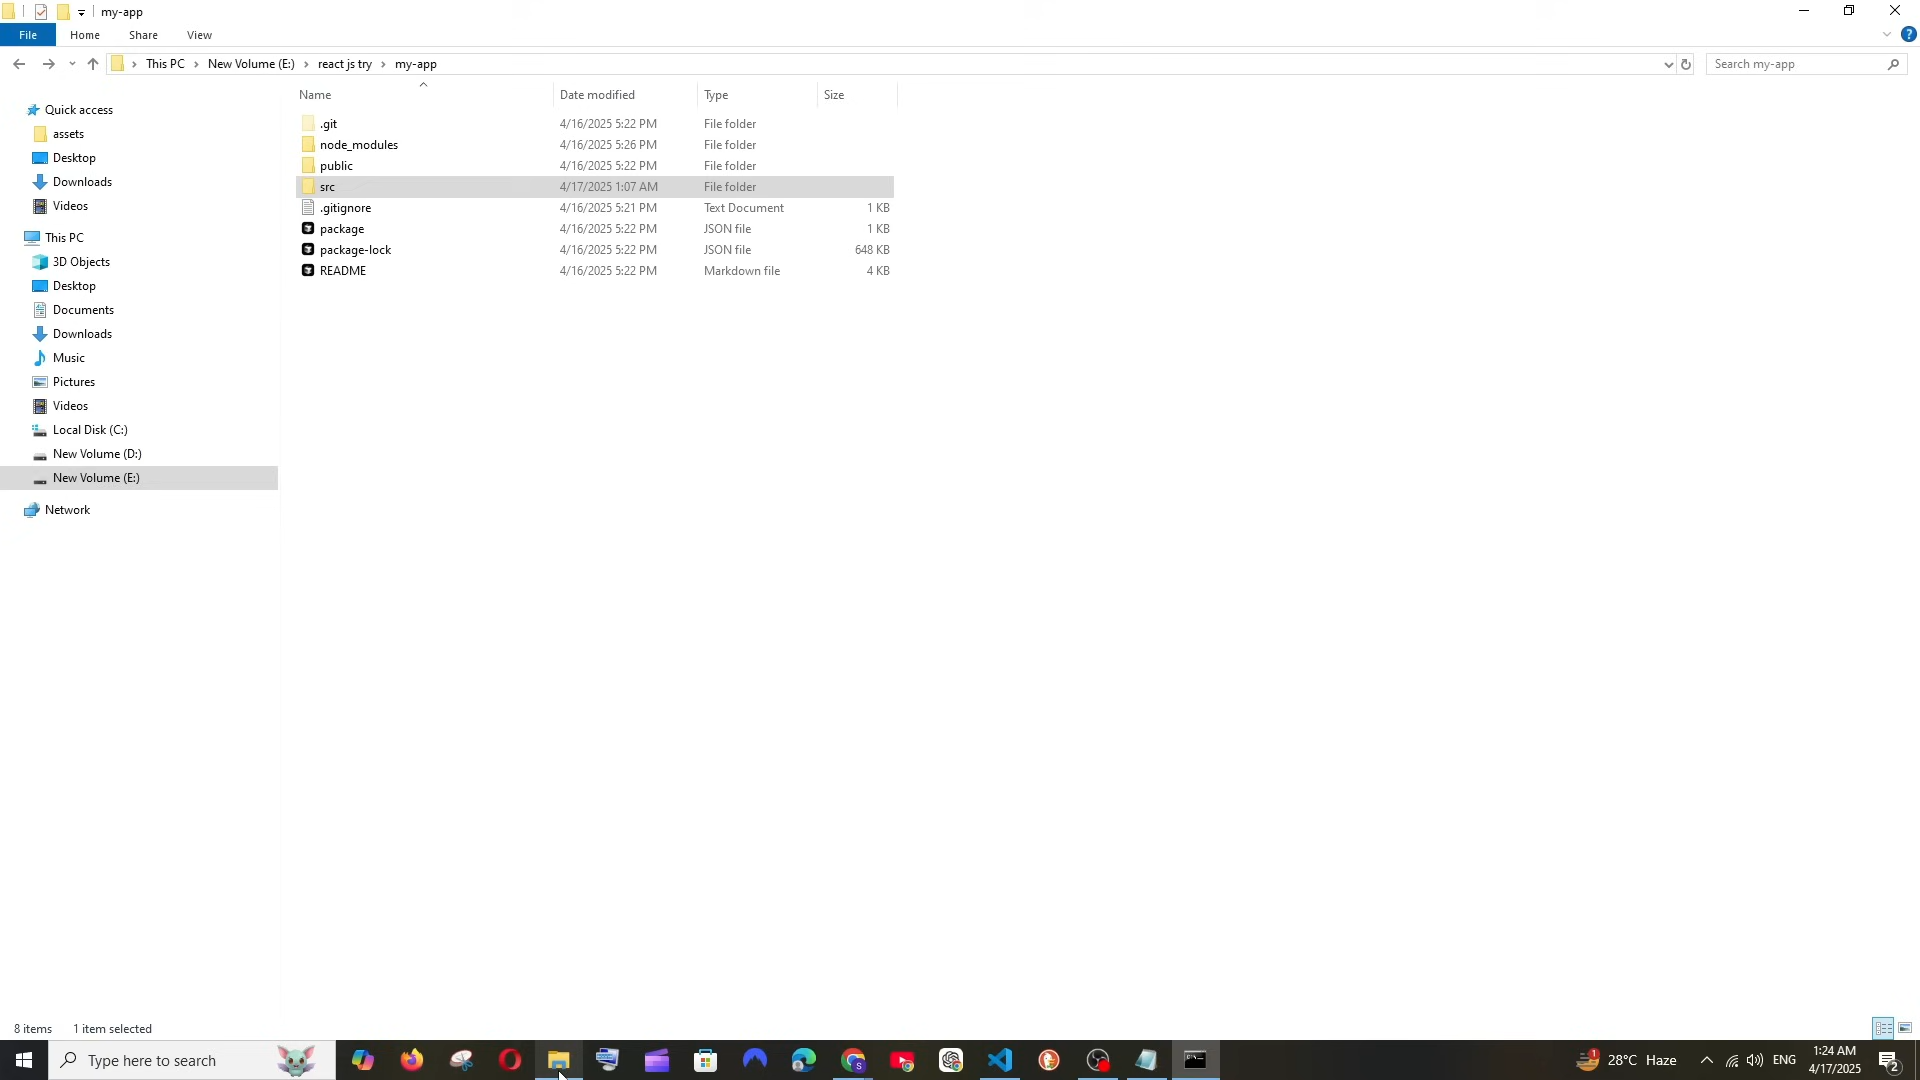 my-app
File Home Share View
This PC New Volume (E:) react js try my-app Search my-app
Name Date modified Type Size
Quick access
assets
Desktop
Downloads
Videos
This PC
3D Objects
Desktop
Documents
Downloads
Music
Pictures
Videos
Local Disk (C:)
New Volume (D:)
New Volume (E:)
Network
.git 4/16/2025 5:22 PM File folder
node_modules 4/16/2025 5:26 PM File folder
public 4/16/2025 5:22 PM File folder
src 4/17/2025 1:07 AM File folder
.gitignore 4/16/2025 5:21 PM Text Document 1 KB
package 4/16/2025 5:22 PM JSON file 1 KB
package-lock 4/16/2025 5:22 PM JSON file 648 KB
README 4/16/2025 5:22 PM Markdown file 4 KB
8 items 1 item selected
Type here to search
1 28°C Haze ENG 1:24 AM
4/17/2025 2